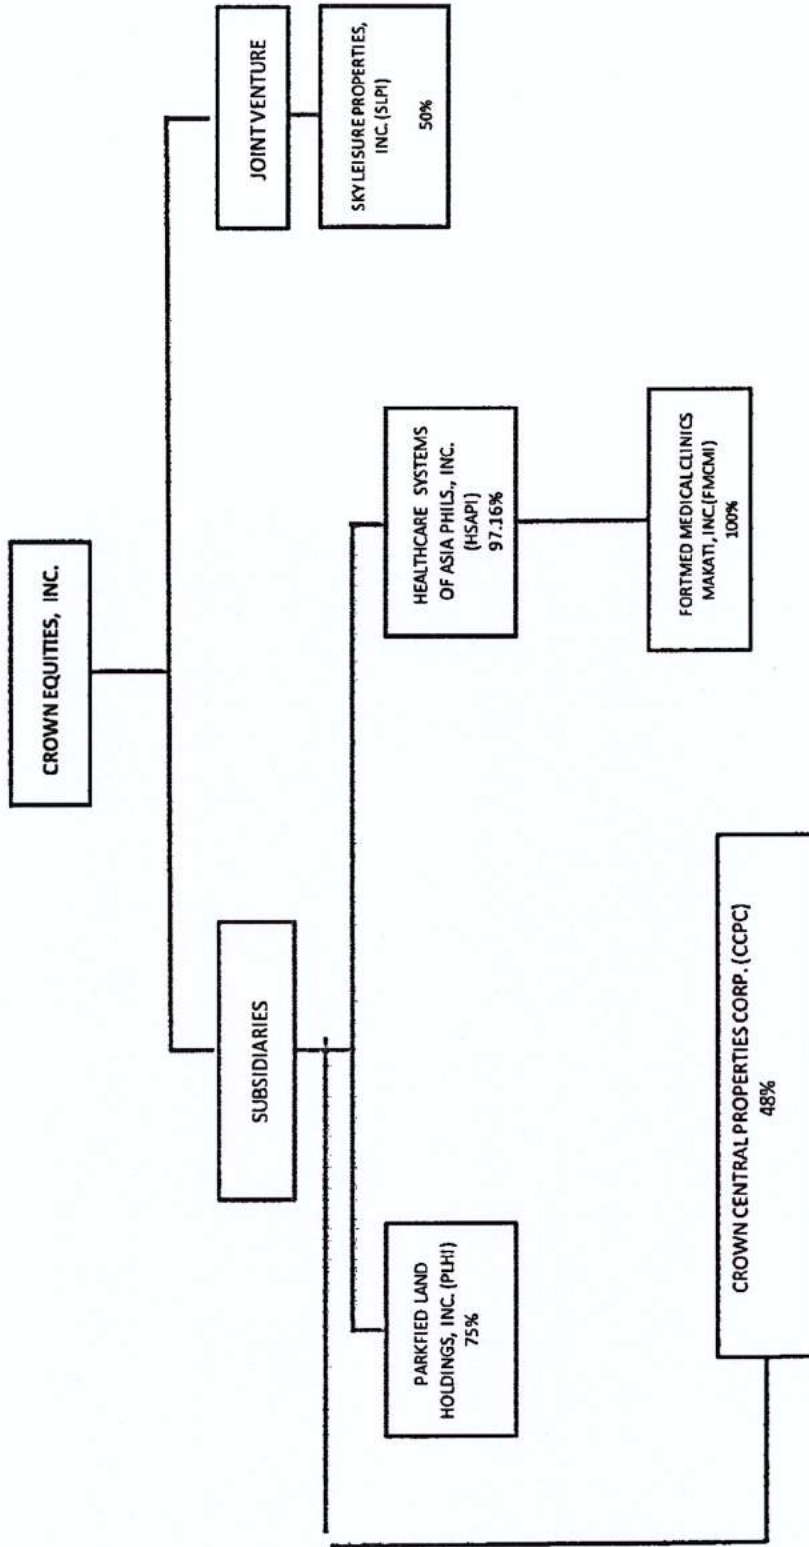 CROWN EQUITIES, INC.
SUBSIDIARIES
JOINT VENTURE
SKY LEISURE PROPERTIES,
INC. (SLPI)
50%
PARKFIED LAND
HOLDINGS, INC. (PLHI)
75%
HEALTHCARE SYSTEMS
OF ASIA PHILS., INC.
(HSAPI)
97.16%
FORTMED MEDICAL CLINICS
MAKATI, INC.(FMCMI)
100%
CROWN CENTRAL PROPERTIES CORP. (CCPC)
48%